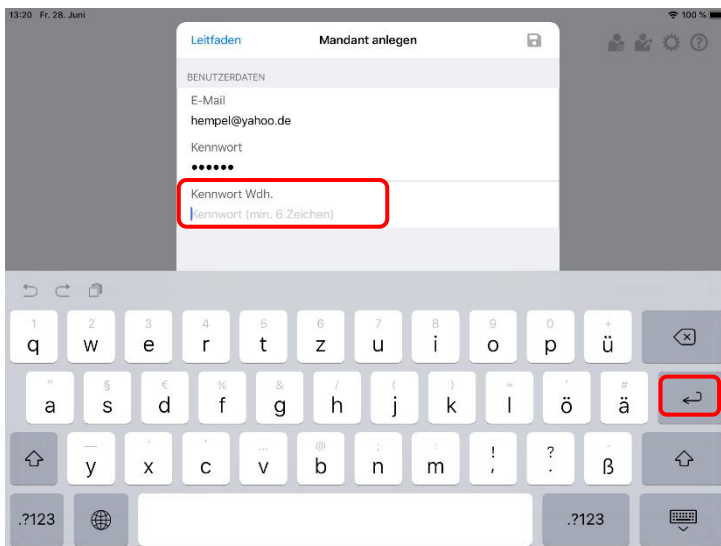 13:20 Fr. 28. Juni
100 %
Leitfaden
Mandant anlegen
BENUTZERDATEN
E-Mail
hempel@yahoo.de
Kennwort
••••••
Kennwort Wdh.
Kennwort (min. 6 Zeichen)
1 2 3 4 5 6 7 8 9 0 +
q w e r t z u i o p ü
" § € % & / ( ) = ' #
a s d f g h j k l ö ä
— ` ' ... @ ; : ! ? -
y x c v b n m , . ß
.?123 .?123